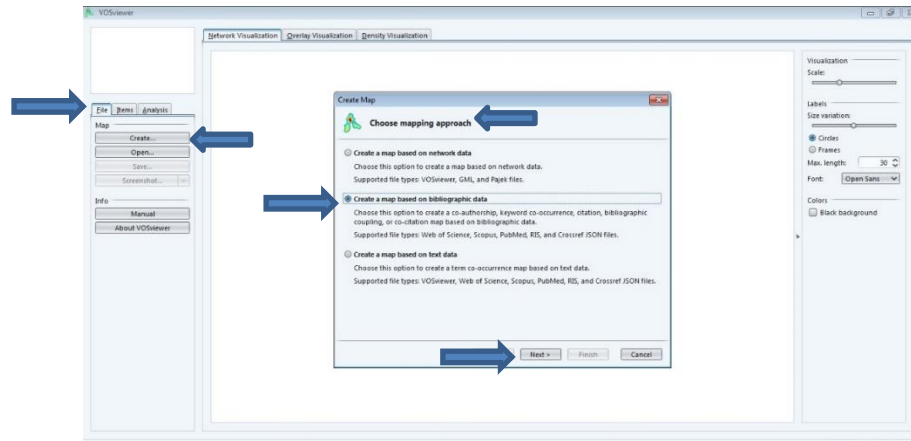 VOSviewer
Network Visualization Overlay Visualization Density Visualization
File Items Analysis
Map
Create...
Open...
Save...
Screenshot...
Info
Manual
About VOSviewer
Create Map
Choose mapping approach
Create a map based on network data
Choose this option to create a map based on network data.
Supported file types: VOSviewer, GML, and Pajek files.
Create a map based on bibliographic data
Choose this option to create a co-authorship, keyword co-occurrence, citation, bibliographic
coupling, or co-citation map based on bibliographic data.
Supported file types: Web of Science, Scopus, PubMed, RIS, and Crossref JSON files.
Create a map based on text data
Choose this option to create a term co-occurrence map based on text data.
Supported file types: VOSviewer, Web of Science, Scopus, PubMed, RIS, and Crossref JSON files.
Next > Finish Cancel
Visualization
Scale:
Labels
Size variation:
Circles
Frames
Max. length: 30
Font: Open Sans
Colors
Black background